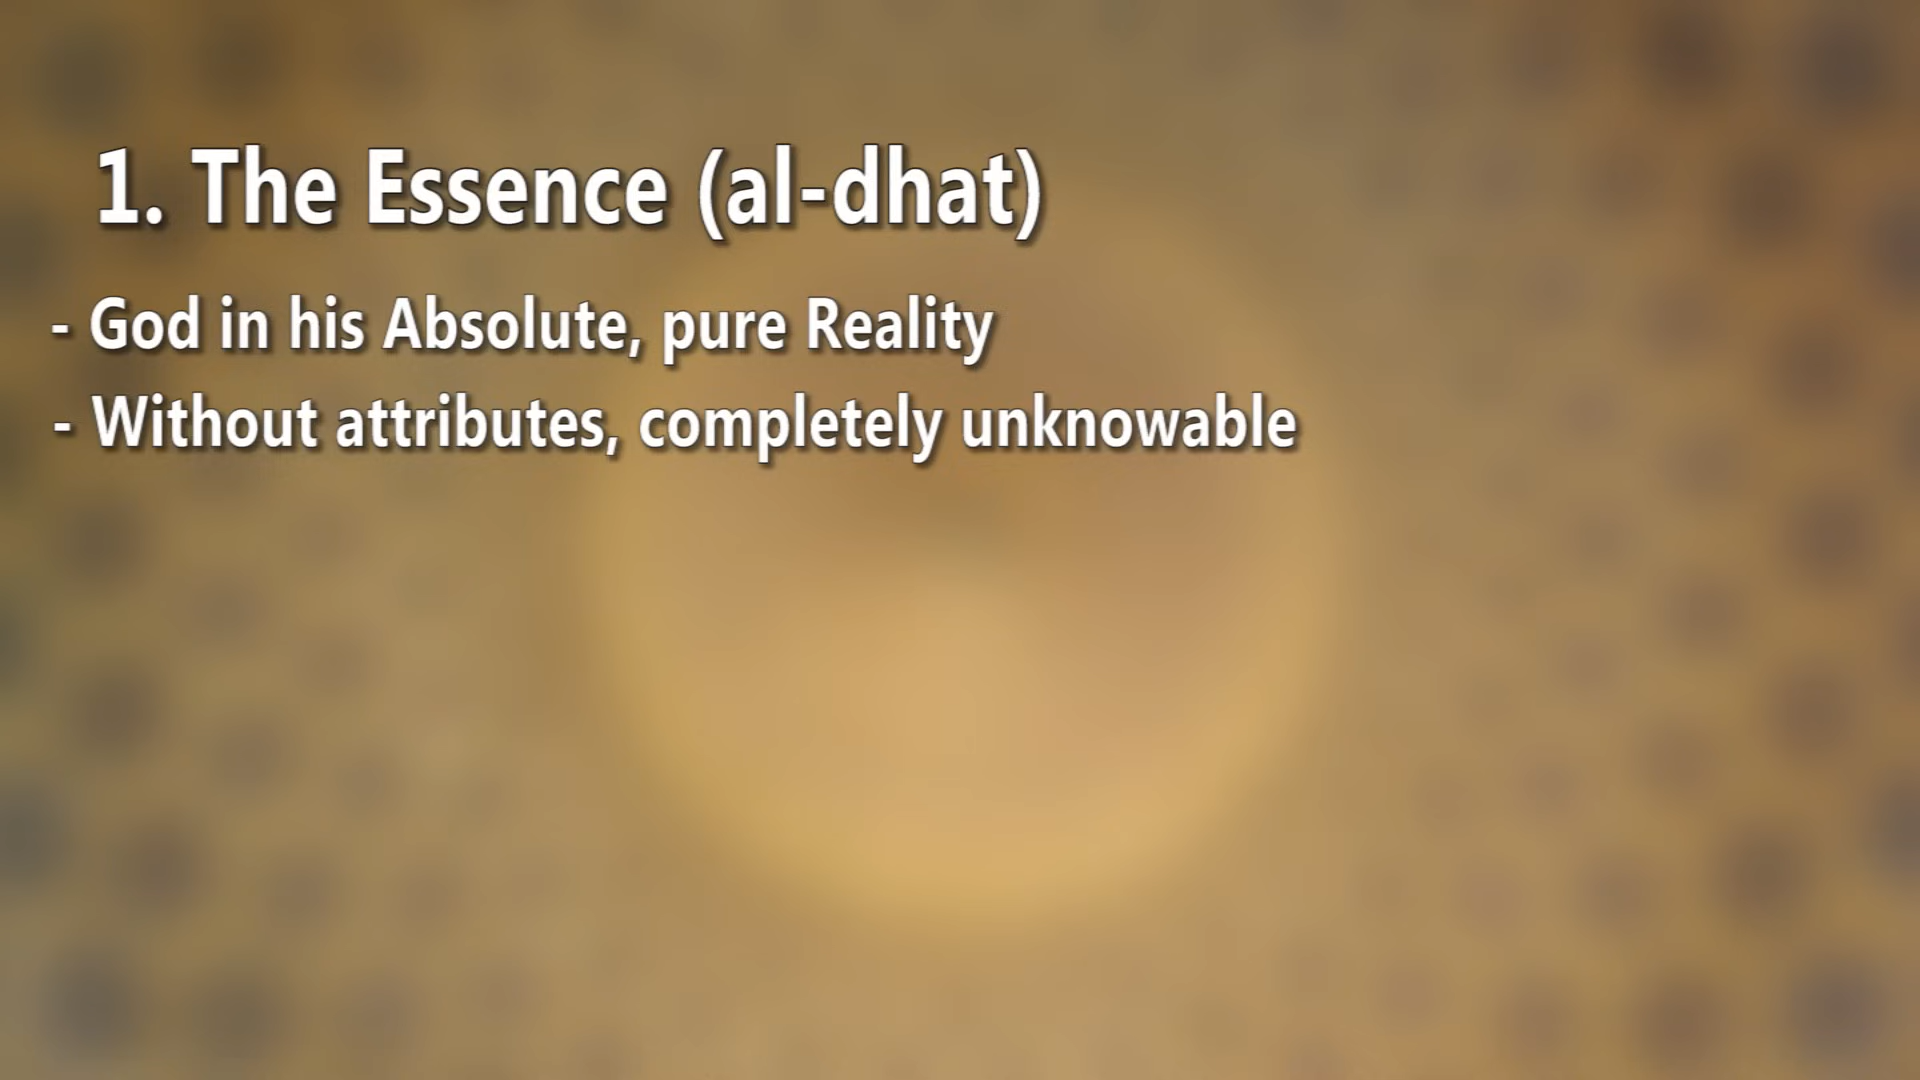 1. The Essence (al-dhat)
- God in his Absolute, pure Reality
- Without attributes, completely unknowable